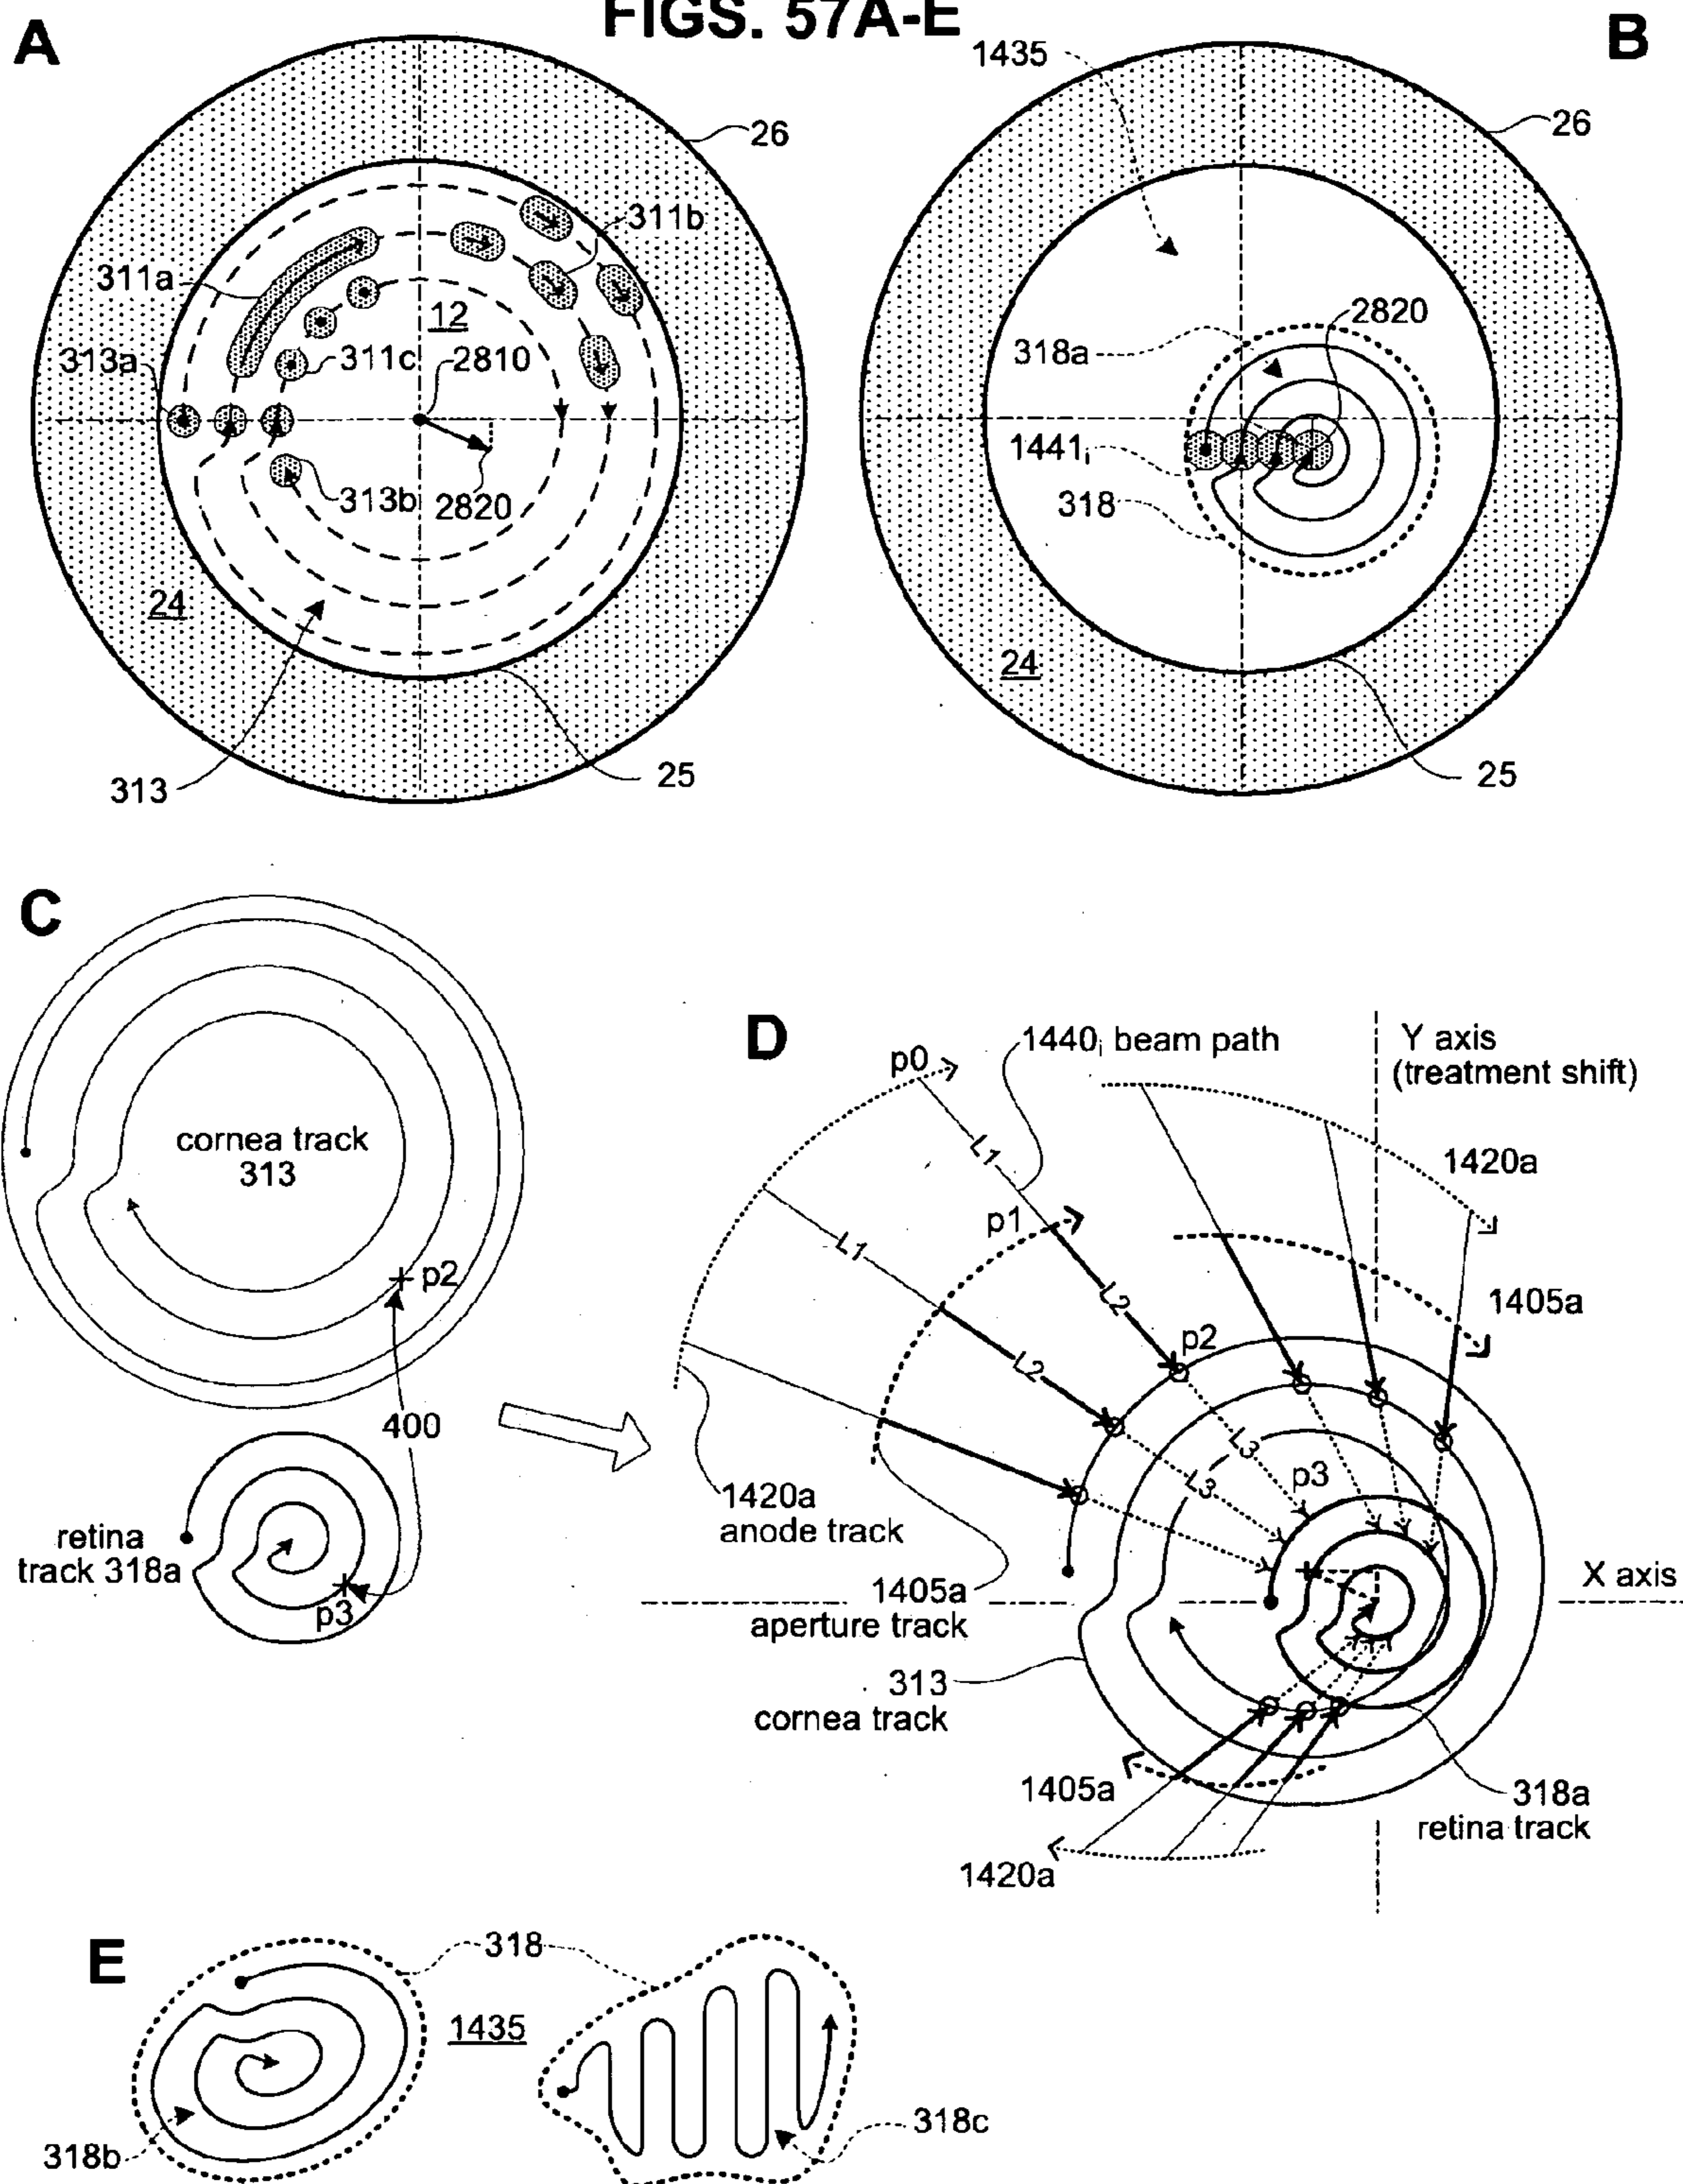 FIGS. 57A-E
A
B
1435
26
26
311b
311a
12
2820
318a
313a
311c
2810
1441i
313b
2820
318
24
24
313
25
25
C
D
p0
1440i beam path
Y axis
(treatment shift)
L1
cornea track
313
1420a
p1
L1
L2
1405a
p2
p2
L2
400
L3
p3
L3
1420a
anode track
retina
track 318a
X axis
1405a
aperture track
p3
313
cornea track
1405a
318a
retina track
1420a
E
318
1435
318c
318b